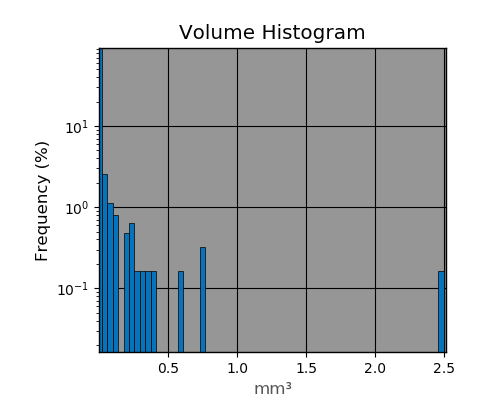 Volume Histogram
Frequency (%)
10¹
10⁰
10⁻¹
0.5 1.0 1.5 2.0 2.5
mm³